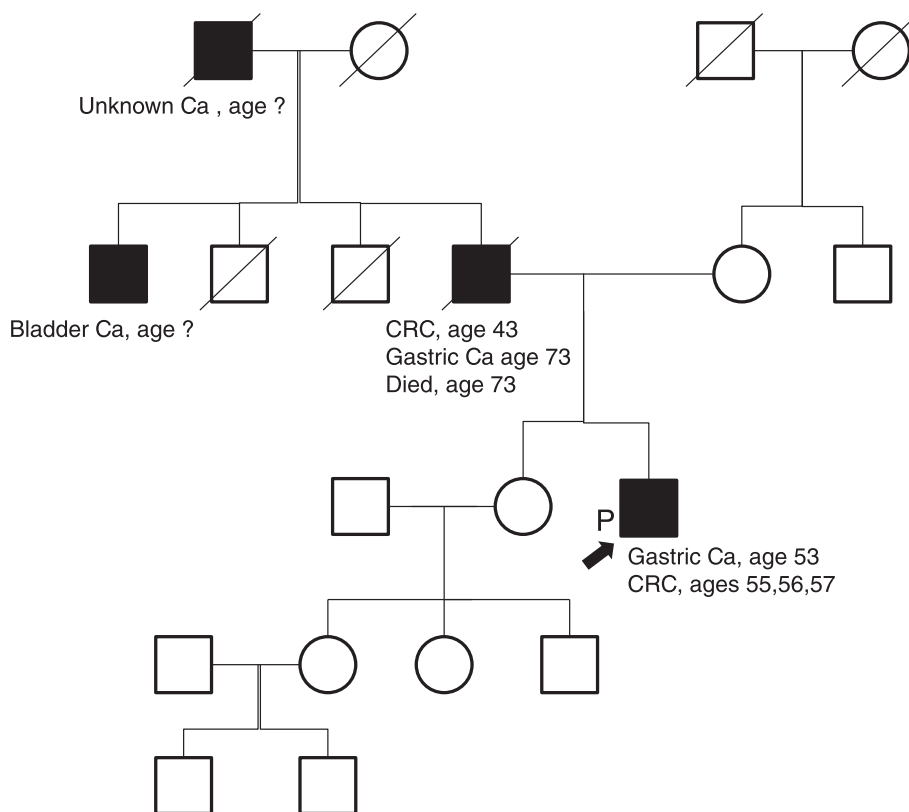 Unknown Ca , age ?
Bladder Ca, age ?
CRC, age 43
Gastric Ca age 73
Died, age 73
P
Gastric Ca, age 53
CRC, ages 55,56,57